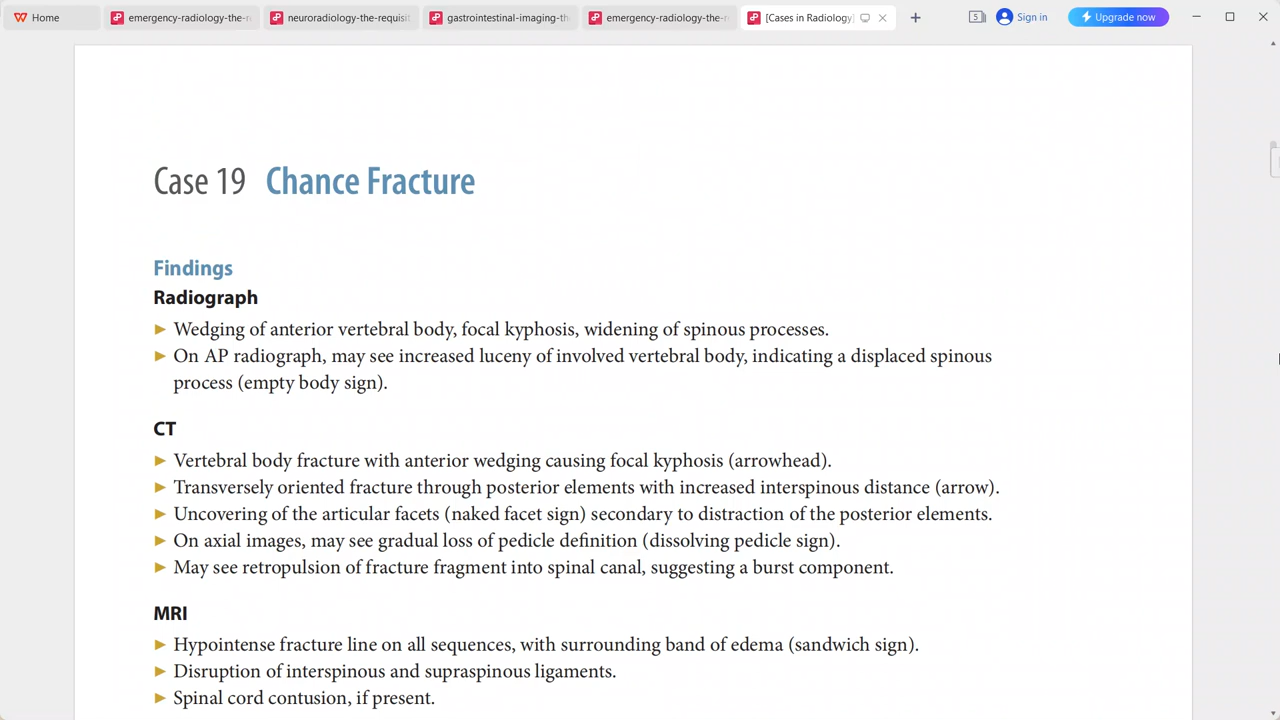 Home
emergency-radiology-the-r
neuroradiology-the-requisit
gastrointestinal-imaging-th
emergency-radiology-the-r
[Cases in Radiology]
5
Sign in
Upgrade now
Case 19 Chance Fracture
Findings
Radiograph
► Wedging of anterior vertebral body, focal kyphosis, widening of spinous processes.
► On AP radiograph, may see increased luceny of involved vertebral body, indicating a displaced spinous
process (empty body sign).
CT
► Vertebral body fracture with anterior wedging causing focal kyphosis (arrowhead).
► Transversely oriented fracture through posterior elements with increased interspinous distance (arrow).
► Uncovering of the articular facets (naked facet sign) secondary to distraction of the posterior elements.
► On axial images, may see gradual loss of pedicle definition (dissolving pedicle sign).
► May see retropulsion of fracture fragment into spinal canal, suggesting a burst component.
MRI
► Hypointense fracture line on all sequences, with surrounding band of edema (sandwich sign).
► Disruption of interspinous and supraspinous ligaments.
► Spinal cord contusion, if present.